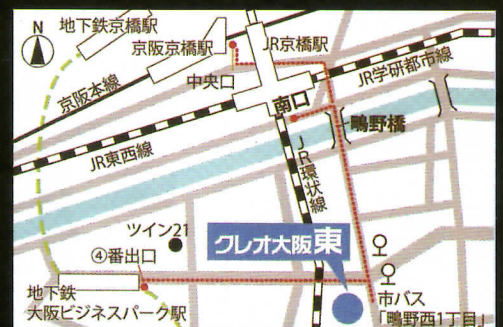 N
地下鉄京橋駅
京阪京橋駅
JR京橋駅
中央口
京阪本線
JR学研都市線
南口
鴫野橋
JR東西線
JR環状線
ツイン21
クレオ大阪東
④番出口
地下鉄
大阪ビジネスパーク駅
市バス
「鴫野西1丁目」